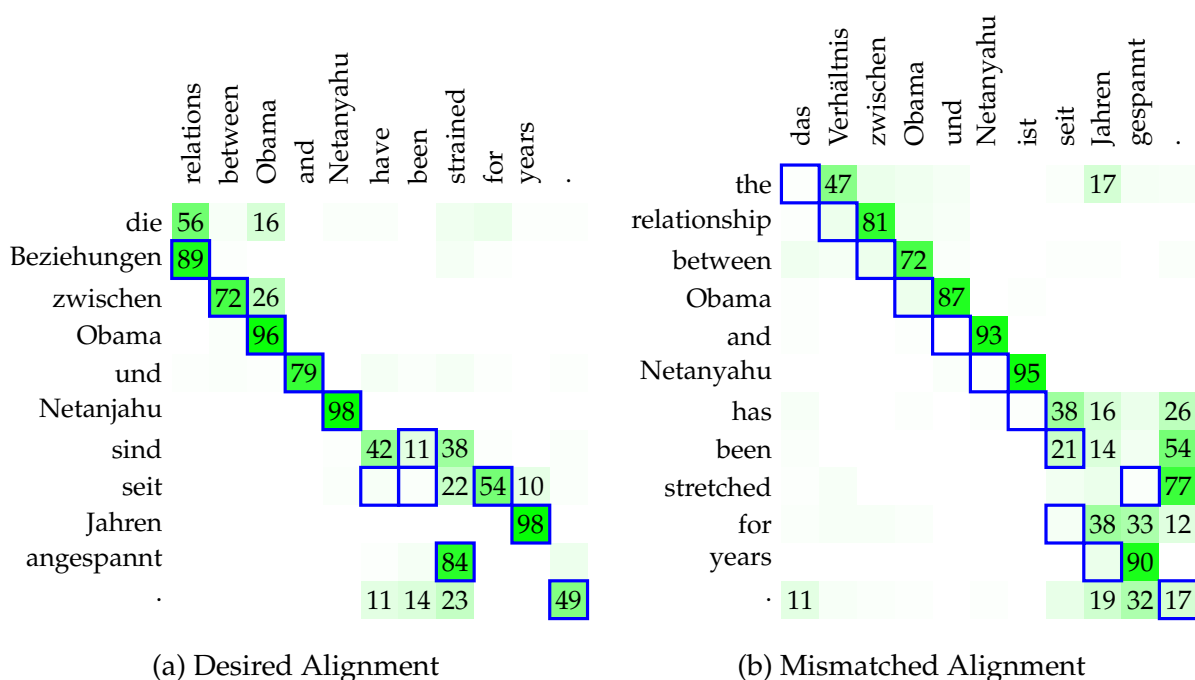 relations between Obama and Netanyahu have been strained for years .
die 56 16
Beziehungen 89
zwischen 72 26
Obama 96
und 79
Netanjahu 98
sind 42 11 38
seit 22 54 10
Jahren 98
angespannt 84
. 11 14 23 49
(a) Desired Alignment
das Verhältnis zwischen Obama und Netanyahu ist seit Jahren gespannt .
the 47 17
relationship 81
between 72
Obama 87
and 93
Netanyahu 95
has 38 16 26
been 21 14 54
stretched 77
for 38 33 12
years 90
. 11 19 32 17
(b) Mismatched Alignment